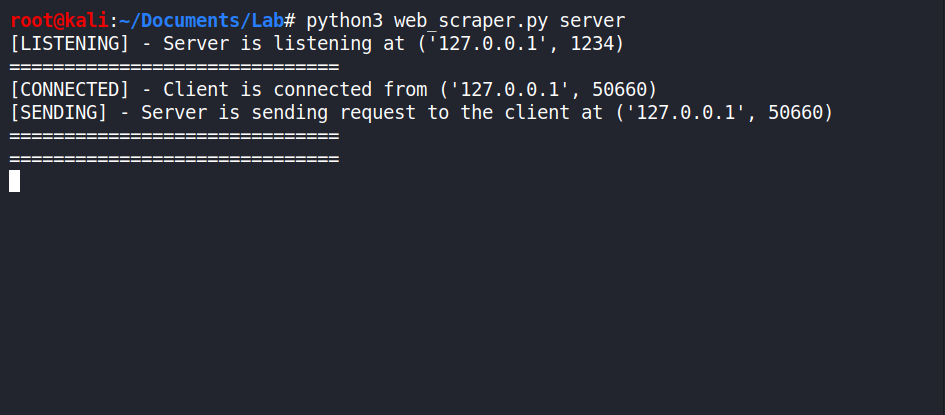 root@kali:~/Documents/Lab# python3 web_scraper.py server
[LISTENING] - Server is listening at ('127.0.0.1', 1234)
==============================
[CONNECTED] - Client is connected from ('127.0.0.1', 50660)
[SENDING] - Server is sending request to the client at ('127.0.0.1', 50660)
==============================
==============================